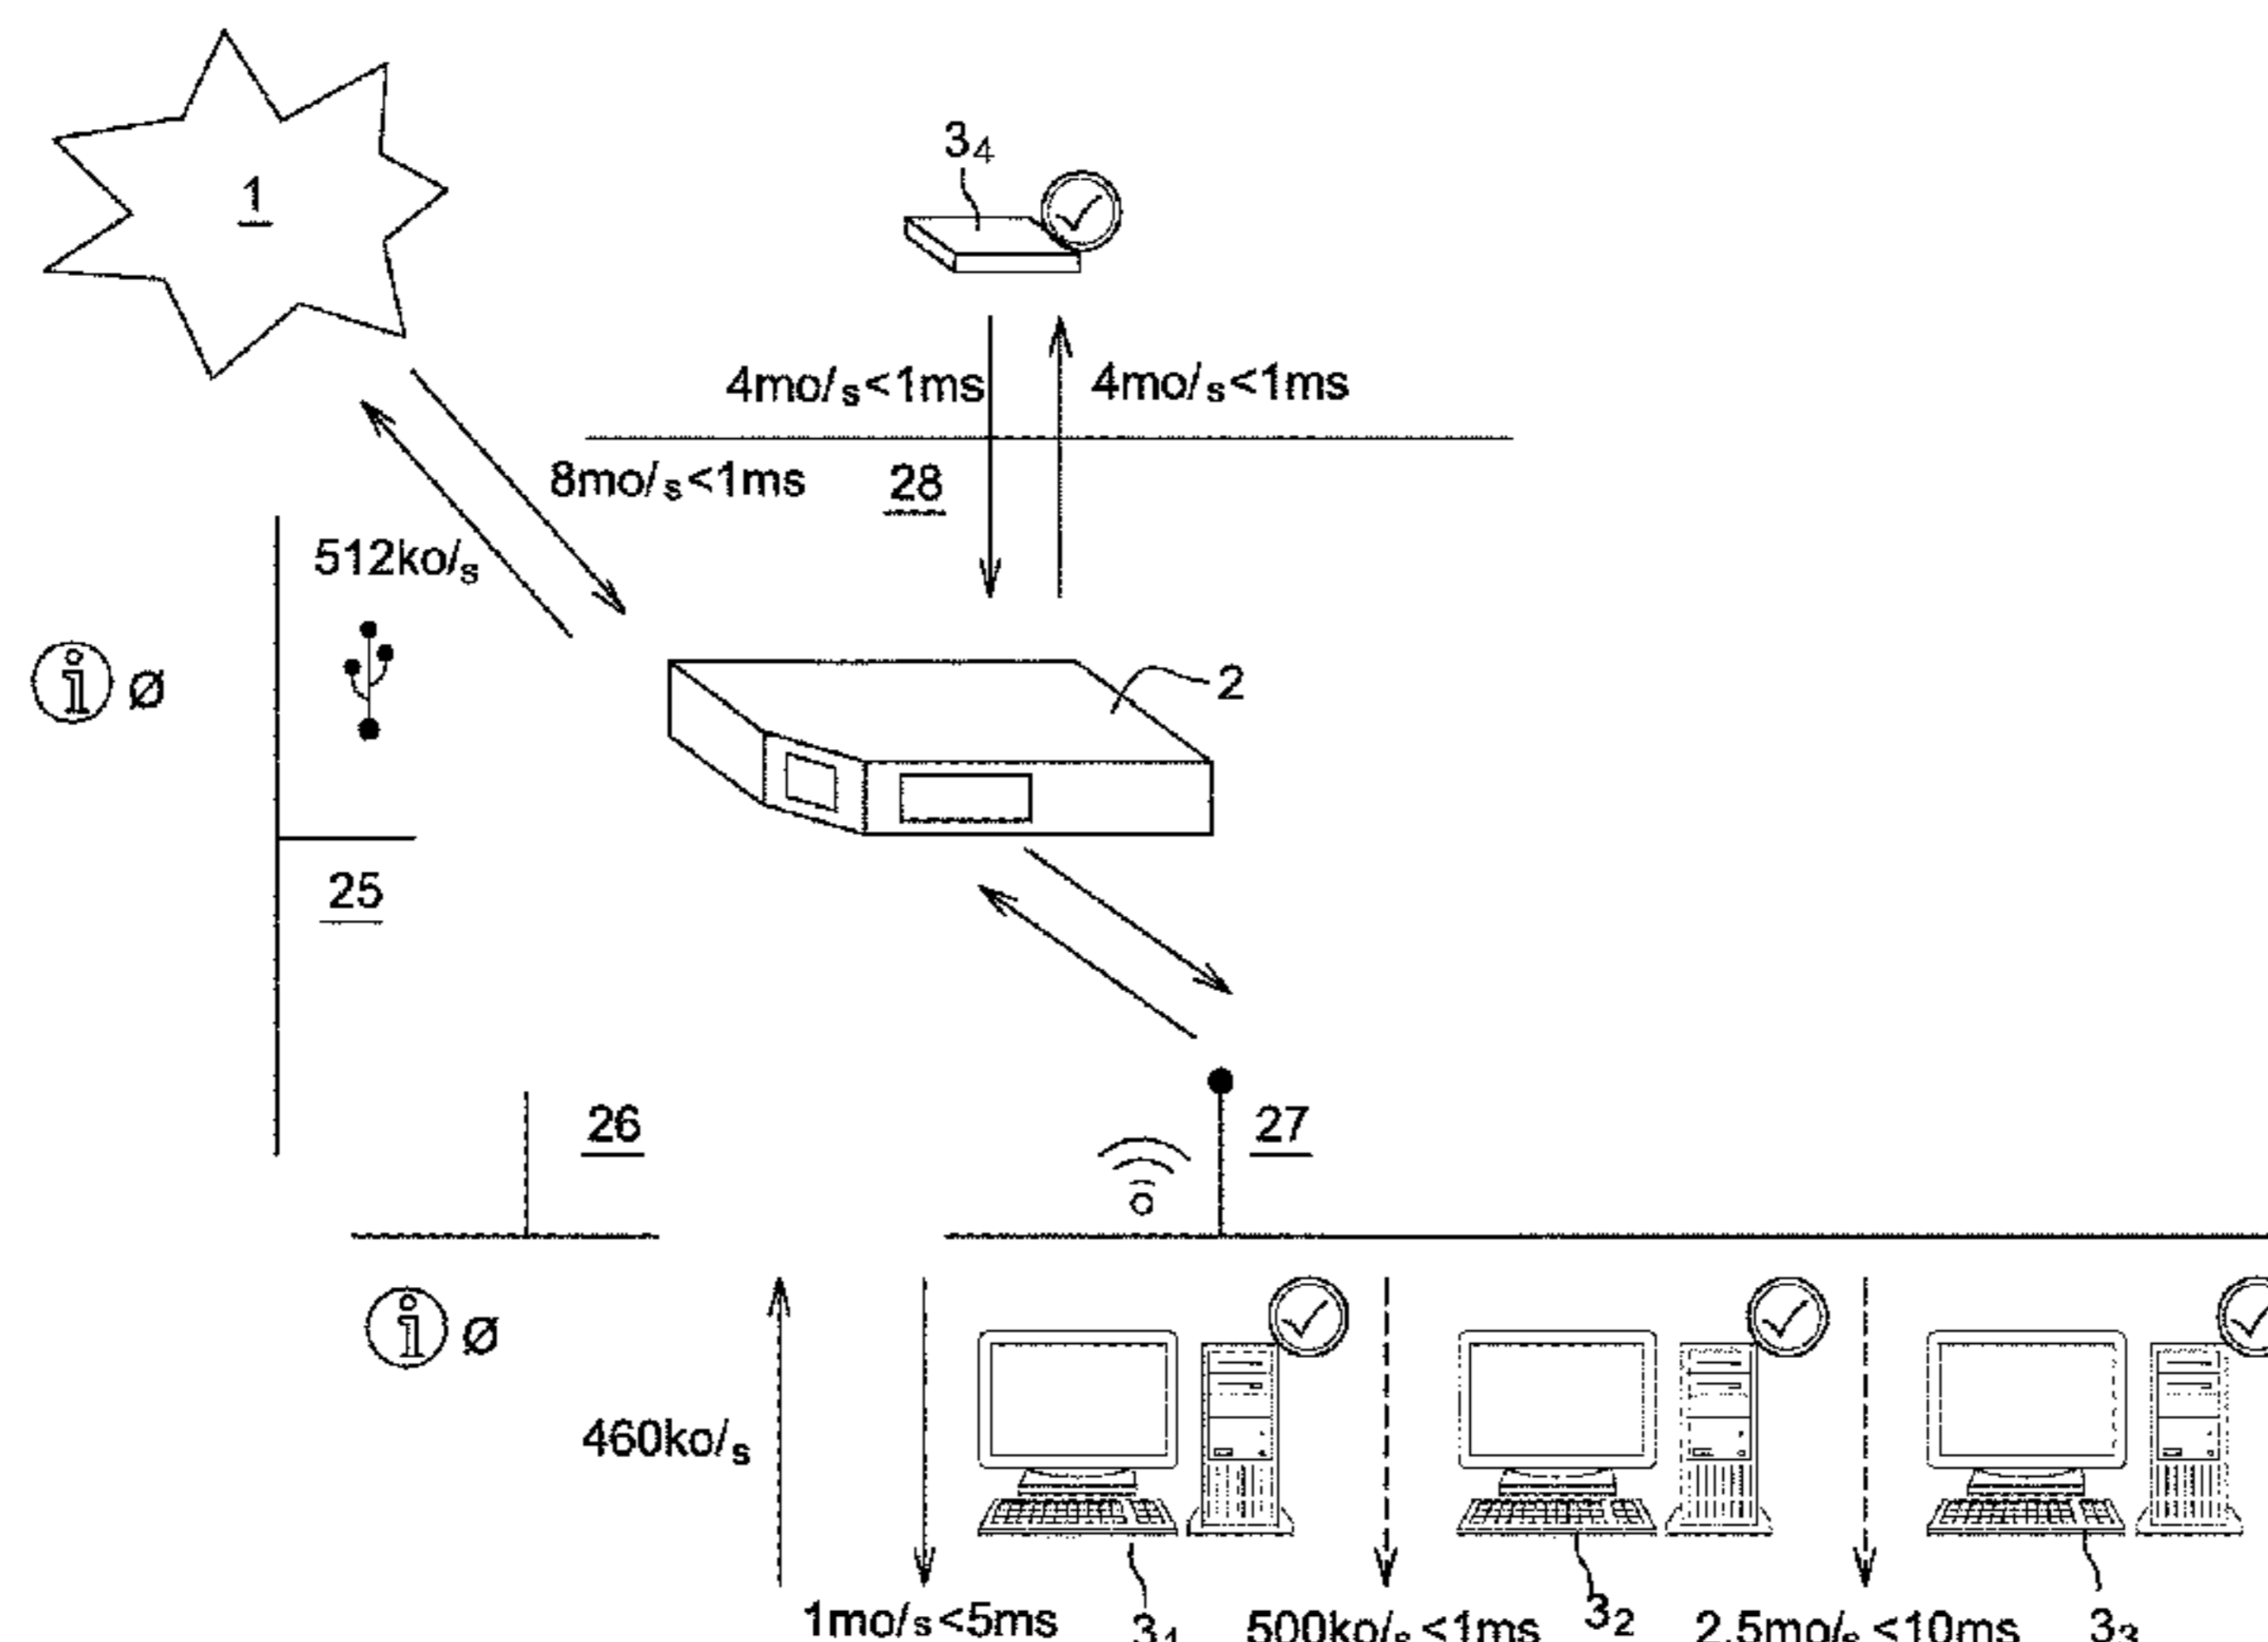 1
3₄
4mo/s<1ms
4mo/s<1ms
8mo/s<1ms
28
512ko/s
i Ø
2
25
26
27
i Ø
460ko/s
1mo/s<5ms
3₁
500ko/s<1ms
3₂
2,5mo/s<10ms
3₃